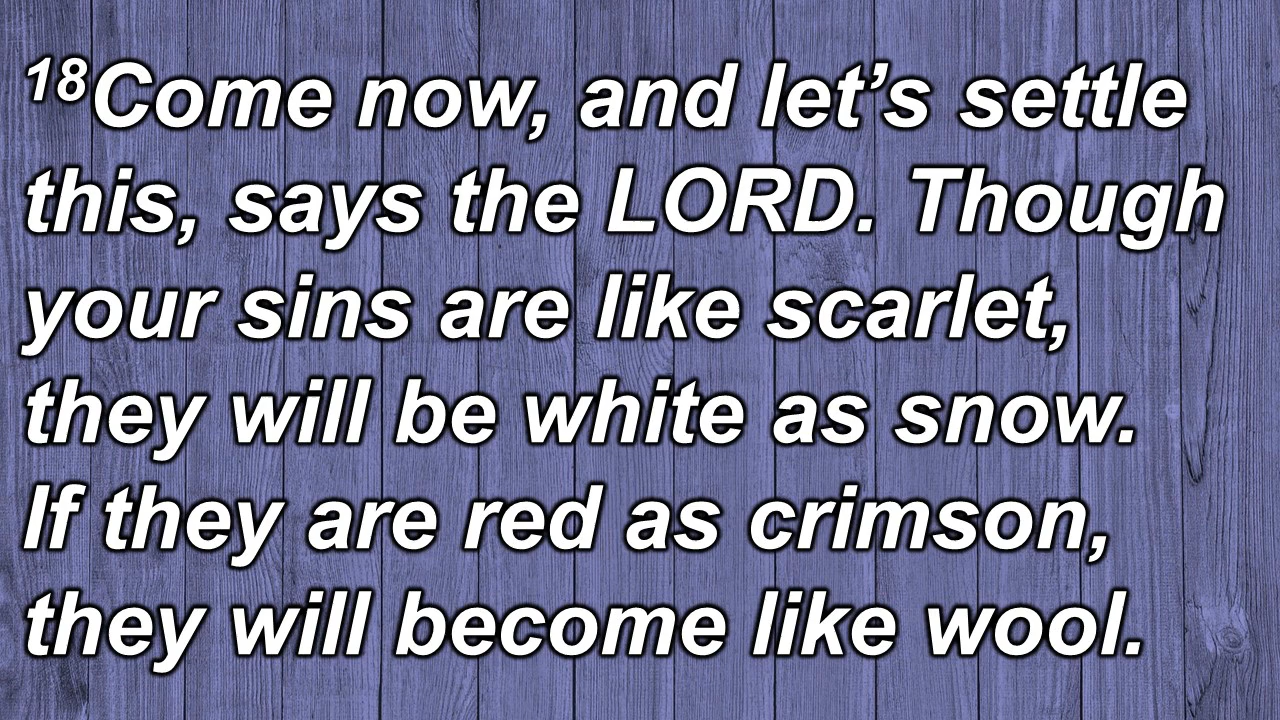 ¹⁸Come now, and let’s settle
this, says the LORD. Though
your sins are like scarlet,
they will be white as snow.
If they are red as crimson,
they will become like wool.